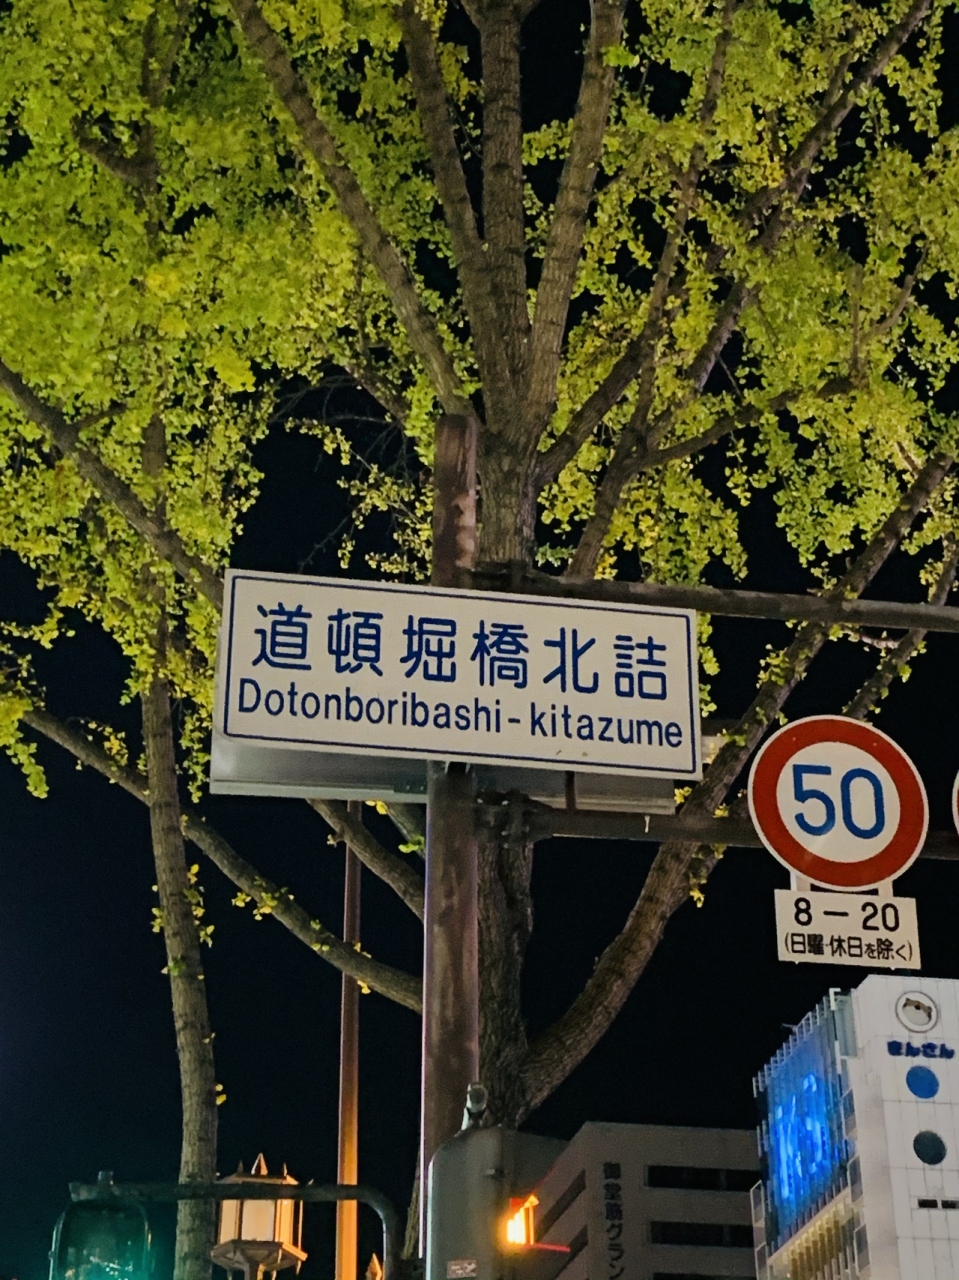 道頓堀橋北詰
Dotonboribashi-kitazume
50
8-20
(日曜・休日を除く)
まんさん
御堂筋グラン